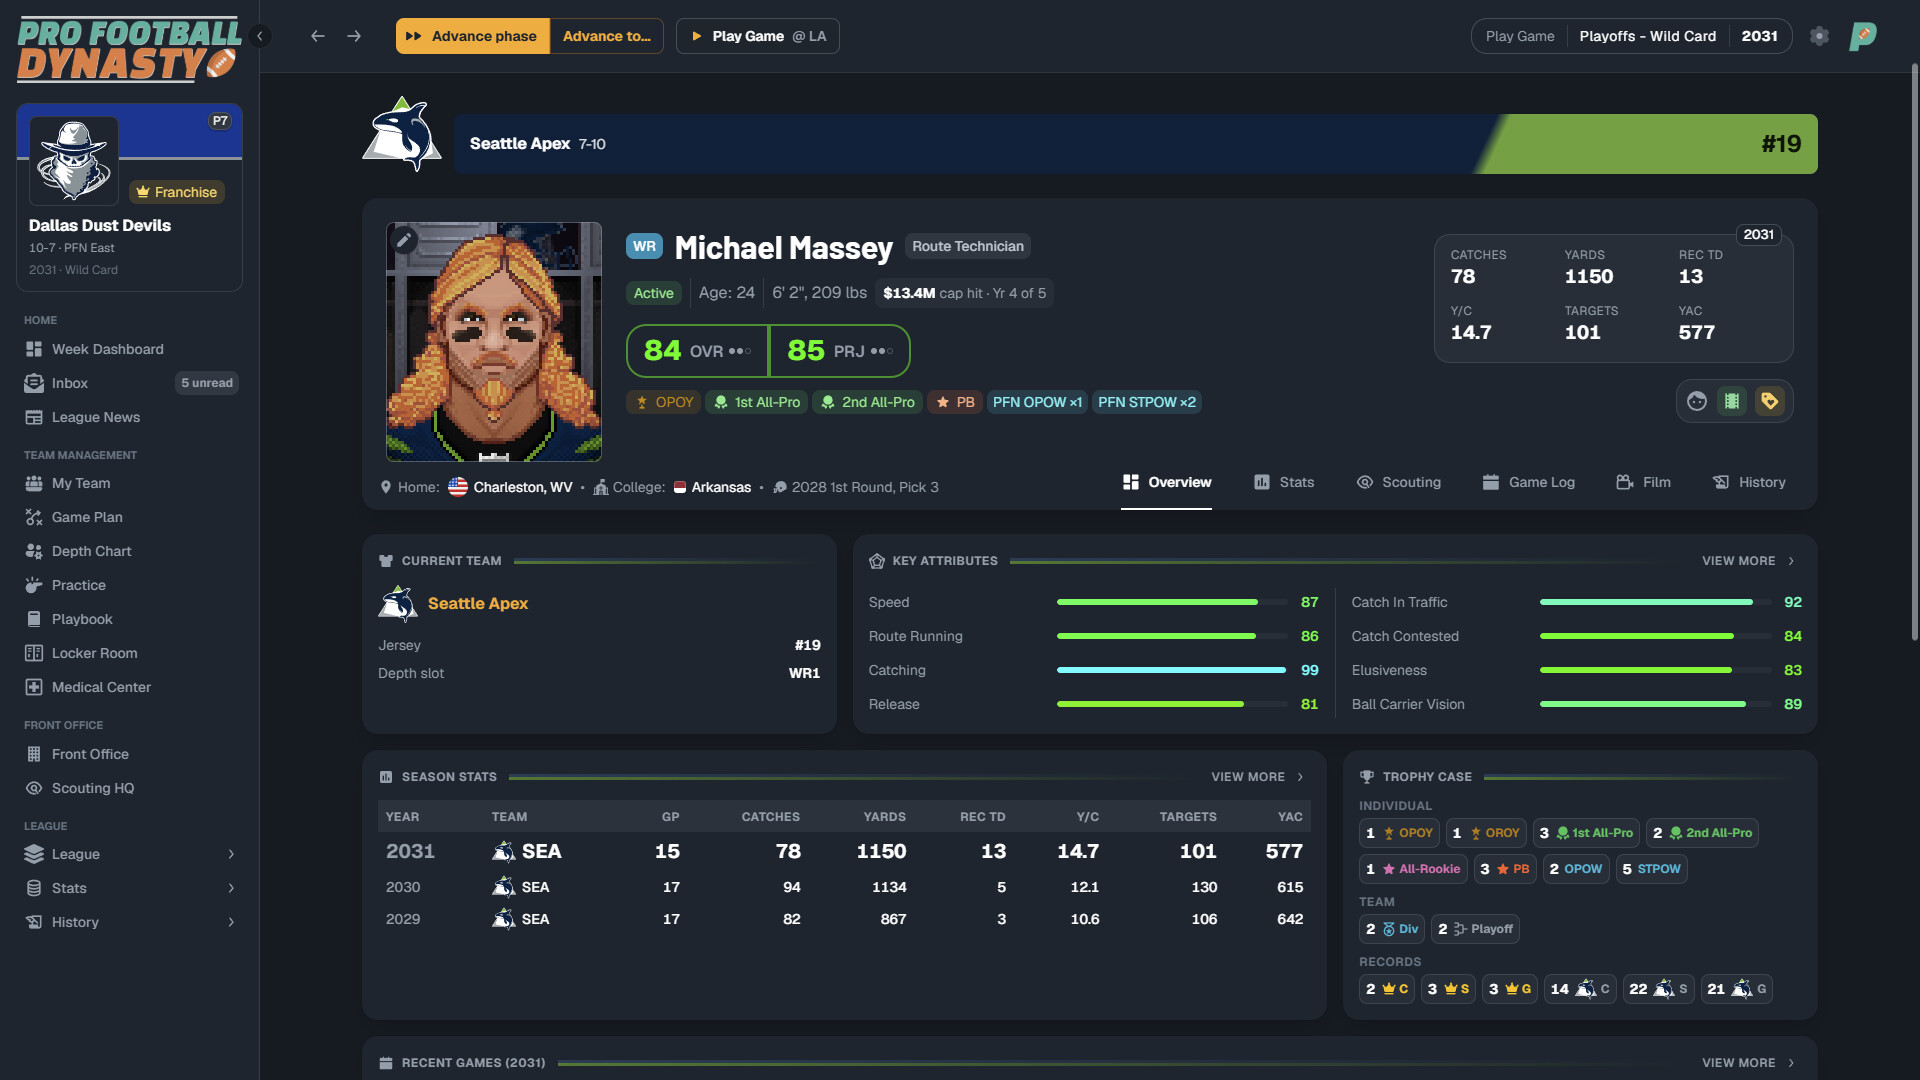 PRO FOOTBALL
DYNASTY
Advance phase
Advance to...
Play Game @ LA
Play Game
Playoffs - Wild Card
2031
P7
Franchise
Dallas Dust Devils
10-7 · PFN East
2031 · Wild Card
HOME
Week Dashboard
Inbox
5 unread
League News
TEAM MANAGEMENT
My Team
Game Plan
Depth Chart
Practice
Playbook
Locker Room
Medical Center
FRONT OFFICE
Front Office
Scouting HQ
LEAGUE
League
Stats
History
Seattle Apex 7-10
#19
WR
Michael Massey
Route Technician
Active
Age: 24
6' 2", 209 lbs
$13.4M cap hit · Yr 4 of 5
84 OVR
85 PRJ
OPOY
1st All-Pro
2nd All-Pro
PB
PFN OPOW ×1
PFN STPOW ×2
2031
CATCHES YARDS REC TD
78 1150 13
Y/C TARGETS YAC
14.7 101 577
Home: Charleston, WV • College: Arkansas • 2028 1st Round, Pick 3
Overview
Stats
Scouting
Game Log
Film
History
CURRENT TEAM
Seattle Apex
Jersey #19
Depth slot WR1
KEY ATTRIBUTES
VIEW MORE
Speed 87
Route Running 86
Catching 99
Release 81
Catch In Traffic 92
Catch Contested 84
Elusiveness 83
Ball Carrier Vision 89
SEASON STATS
VIEW MORE
YEAR TEAM GP CATCHES YARDS REC TD Y/C TARGETS YAC
2031 SEA 15 78 1150 13 14.7 101 577
2030 SEA 17 94 1134 5 12.1 130 615
2029 SEA 17 82 867 3 10.6 106 642
TROPHY CASE
INDIVIDUAL
1 OPOY
1 OROY
3 1st All-Pro
2 2nd All-Pro
1 All-Rookie
3 PB
2 OPOW
5 STPOW
TEAM
2 Div
2 Playoff
RECORDS
2 C
3 S
3 G
14 C
22 S
21 G
RECENT GAMES (2031)
VIEW MORE